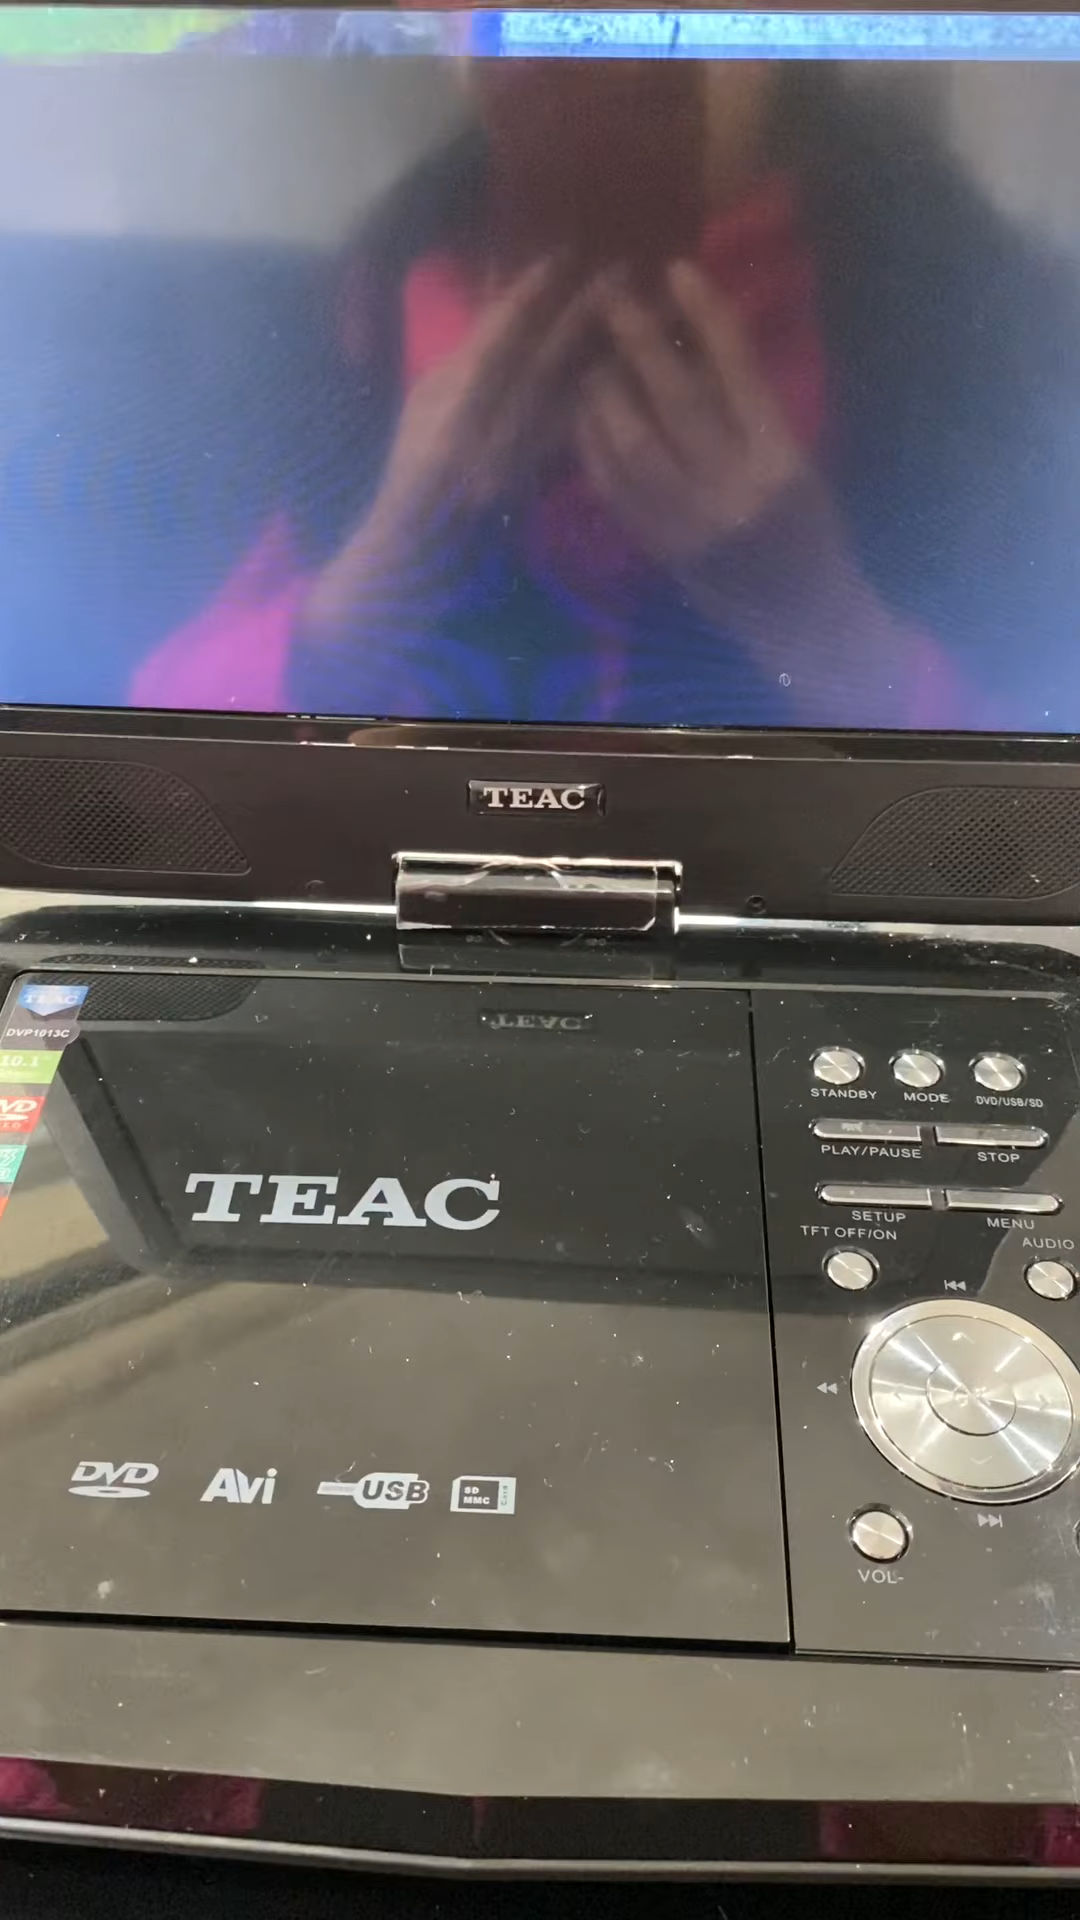 TEAC
TEAC
DVP1013C
10.1"
STANDBY
MODE
DVD/USB/SD
PLAY/PAUSE
STOP
SETUP
MENU
TFT OFF/ON
AUDIO
TEAC
DVD
AVi
USB
SD
MMC
VOL-